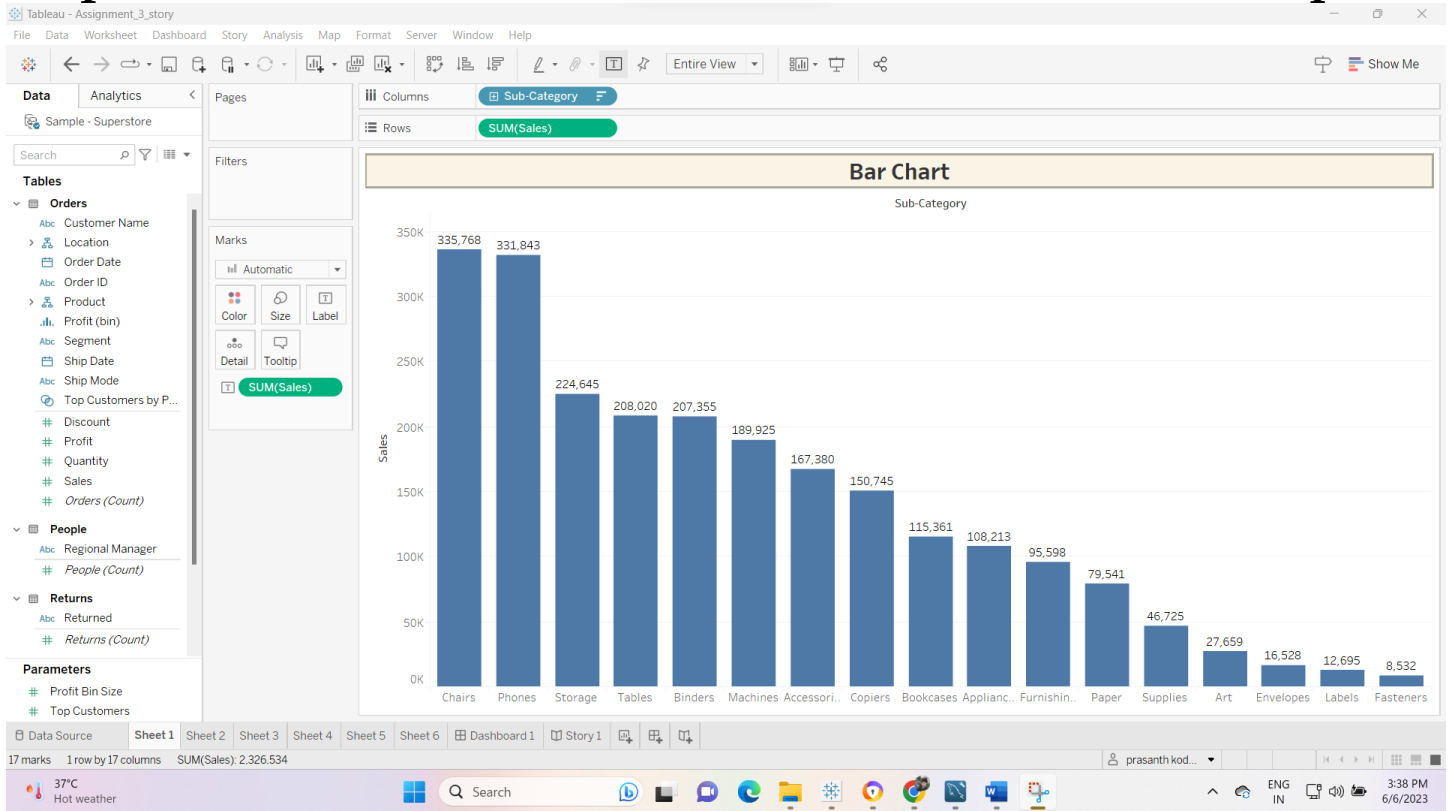 Tableau - Assignment_3_story
File Data Worksheet Dashboard Story Analysis Map Format Server Window Help
Entire View
Show Me
Data Analytics
Sample - Superstore
Search
Tables
Orders
Abc Customer Name
Location
Order Date
Abc Order ID
Product
Profit (bin)
Abc Segment
Ship Date
Abc Ship Mode
Top Customers by P...
# Discount
# Profit
# Quantity
# Sales
# Orders (Count)
People
Abc Regional Manager
# People (Count)
Returns
Abc Returned
# Returns (Count)
Parameters
# Profit Bin Size
# Top Customers
Pages
Filters
Marks
Automatic
Color Size Label
Detail Tooltip
SUM(Sales)
Columns Sub-Category
Rows SUM(Sales)
Bar Chart
Sub-Category
Sales
350K
300K
250K
200K
150K
100K
50K
0K
335,768
331,843
224,645
208,020
207,355
189,925
167,380
150,745
115,361
108,213
95,598
79,541
46,725
27,659
16,528
12,695
8,532
Chairs Phones Storage Tables Binders Machines Accessori.. Copiers Bookcases Applianc.. Furnishin.. Paper Supplies Art Envelopes Labels Fasteners
Data Source Sheet 1 Sheet 2 Sheet 3 Sheet 4 Sheet 5 Sheet 6 Dashboard 1 Story 1
17 marks 1 row by 17 columns SUM(Sales): 2,326,534
prasanth kod...
37°C
Hot weather
Search
ENG
IN
3:38 PM
6/6/2023